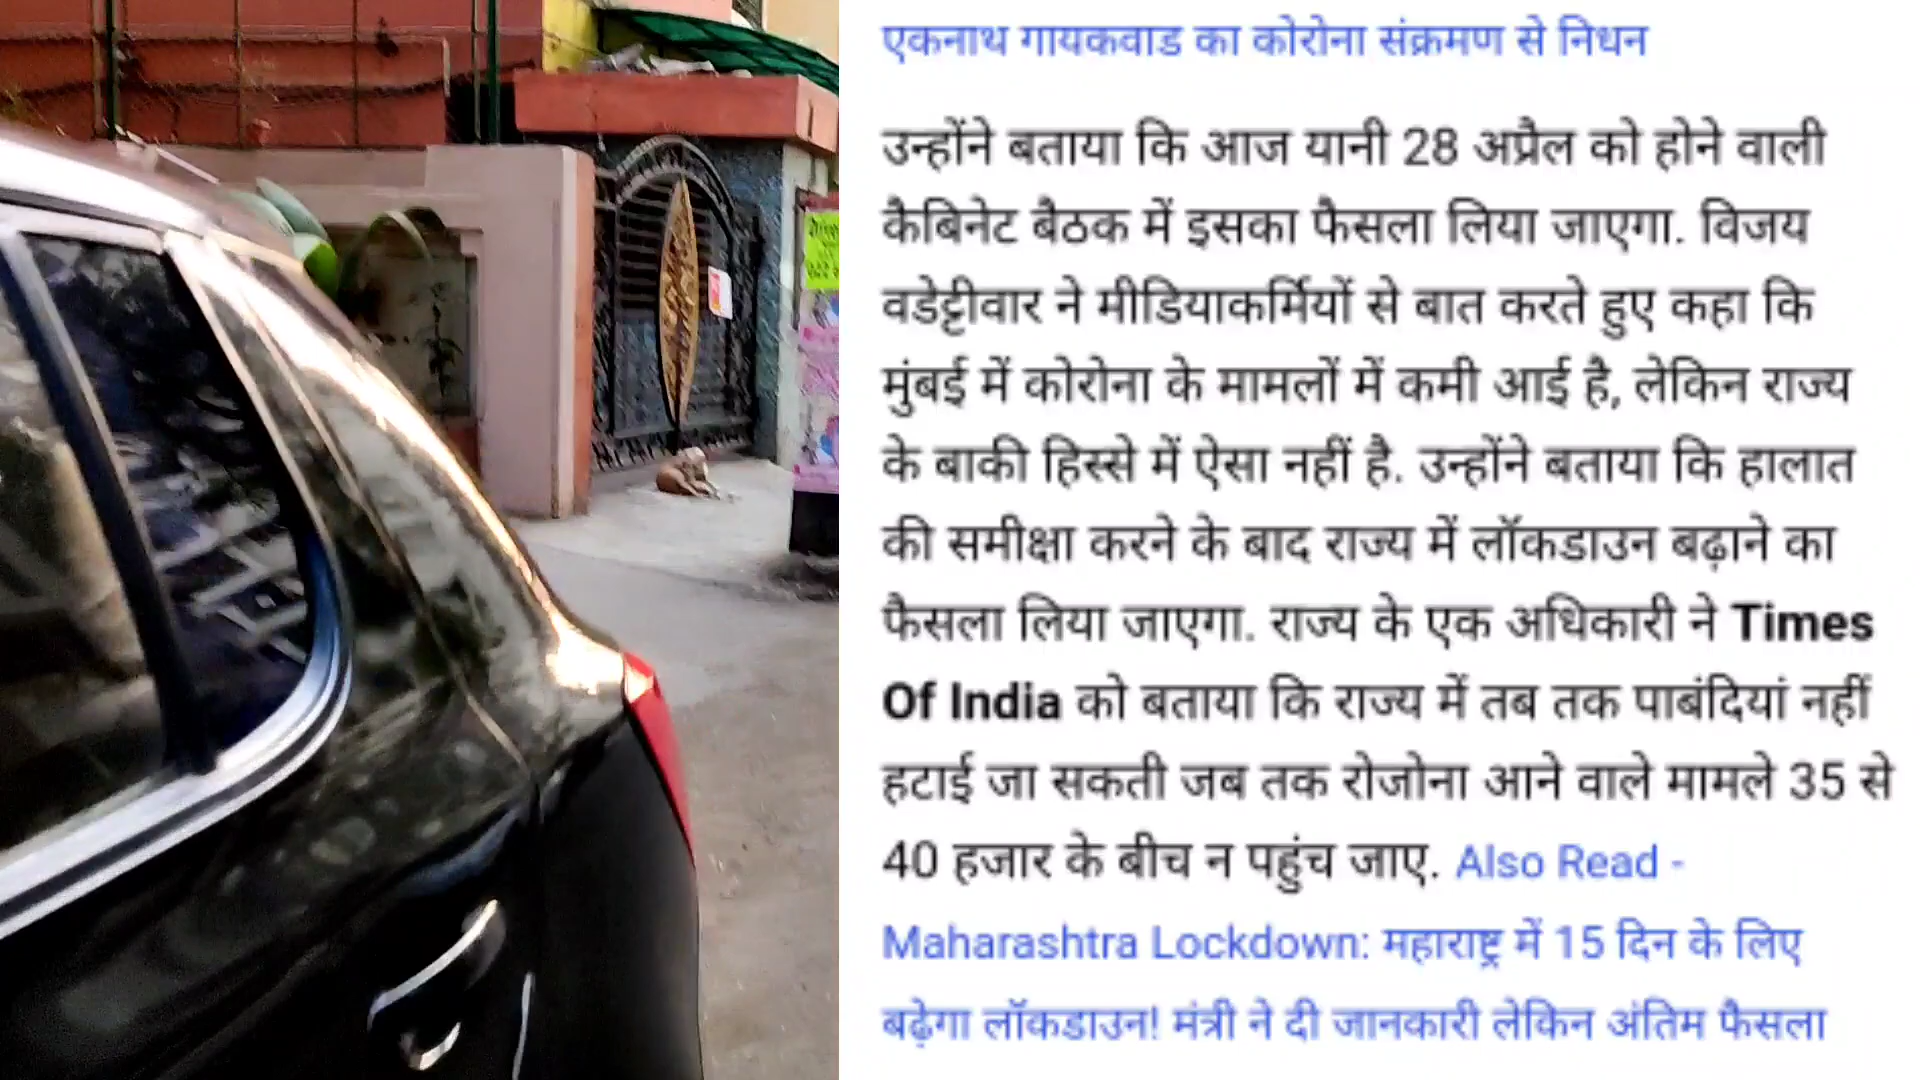 एकनाथ गायकवाड का कोरोना संक्रमण से निधन
उन्होंने बताया कि आज यानी 28 अप्रैल को होने वाली
कैबिनेट बैठक में इसका फैसला लिया जाएगा. विजय
वडेट्टीवार ने मीडियाकर्मियों से बात करते हुए कहा कि
मुंबई में कोरोना के मामलों में कमी आई है, लेकिन राज्य
के बाकी हिस्से में ऐसा नहीं है. उन्होंने बताया कि हालात
की समीक्षा करने के बाद राज्य में लॉकडाउन बढ़ाने का
फैसला लिया जाएगा. राज्य के एक अधिकारी ने Times
Of India को बताया कि राज्य में तब तक पाबंदियां नहीं
हटाई जा सकती जब तक रोजोना आने वाले मामले 35 से
40 हजार के बीच न पहुंच जाए. Also Read -
Maharashtra Lockdown: महाराष्ट्र में 15 दिन के लिए
बढ़ेगा लॉकडाउन! मंत्री ने दी जानकारी लेकिन अंतिम फैसला